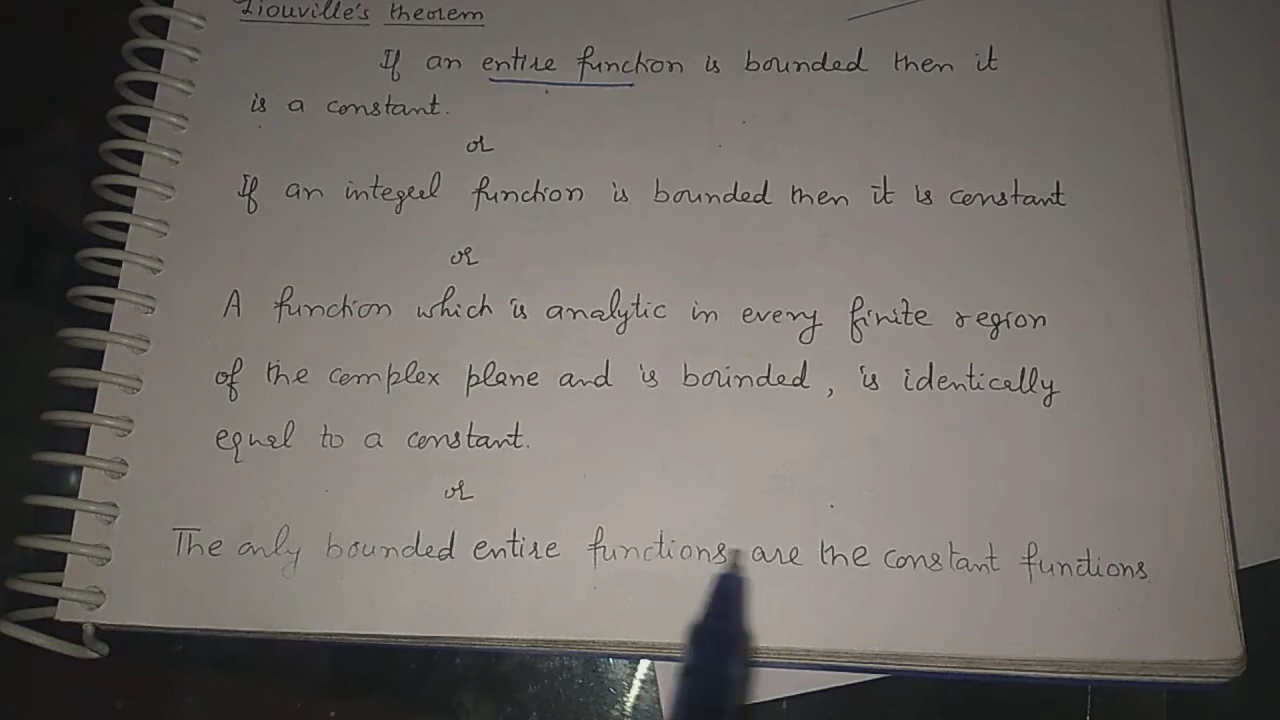 Liouville's theorem
If an entire function is bounded then it
is a constant.
or
If an integral function is bounded then it is constant
or
A function which is analytic in every finite region
of the complex plane and is bounded, is identically
equal to a constant.
or
The only bounded entire functions are the constant functions